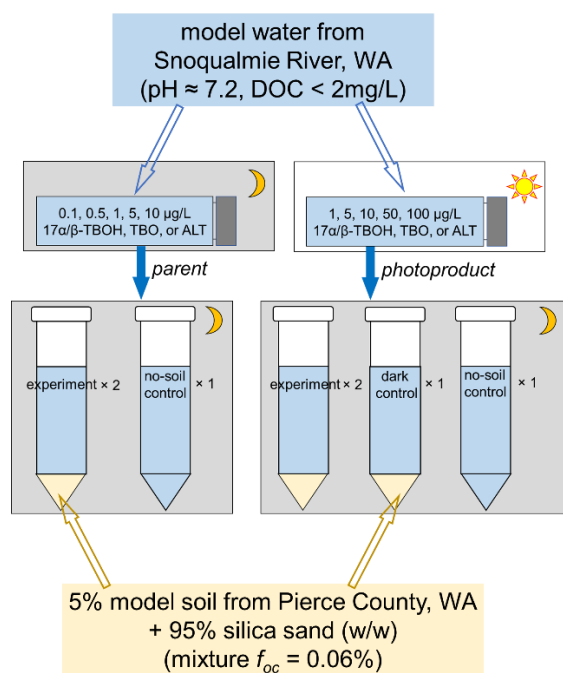 model water from
Snoqualmie River, WA
(pH ≈ 7.2, DOC < 2mg/L)
0.1, 0.5, 1, 5, 10 µg/L
17α/β-TBOH, TBO, or ALT
1, 5, 10, 50, 100 µg/L
17α/β-TBOH, TBO, or ALT
parent
photoproduct
experiment × 2
no-soil
control
× 1
experiment × 2
dark
control
× 1
no-soil
control
× 1
5% model soil from Pierce County, WA
+ 95% silica sand (w/w)
(mixture foc = 0.06%)